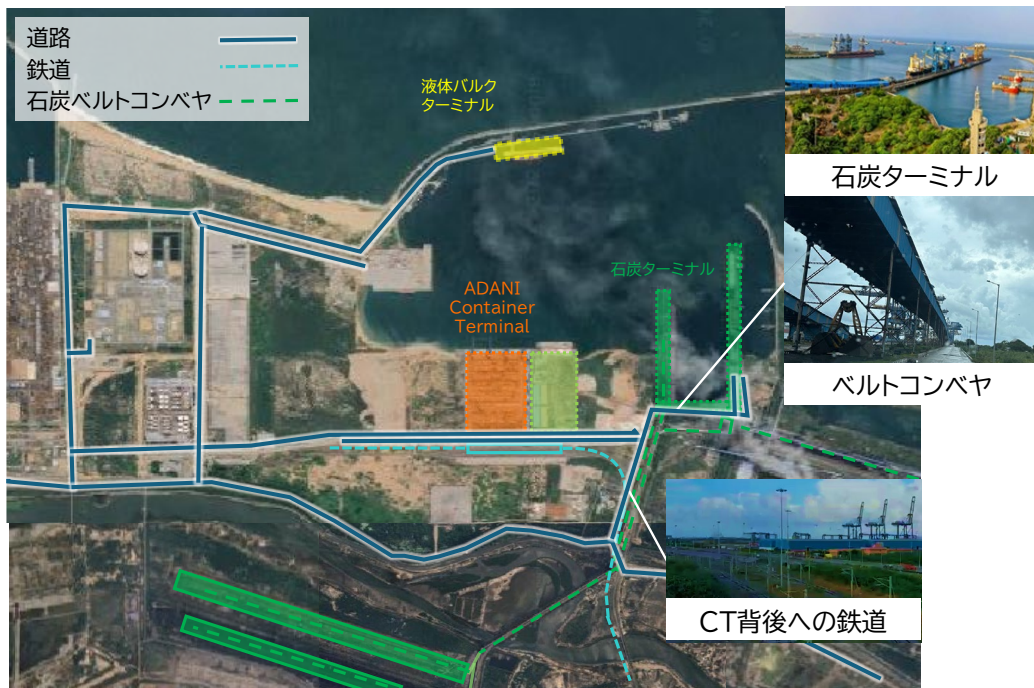 道路
鉄道
石炭ベルトコンベヤ
液体バルク
ターミナル
石炭ターミナル
ADANI
Container
Terminal
石炭ターミナル
ベルトコンベヤ
CT背後への鉄道